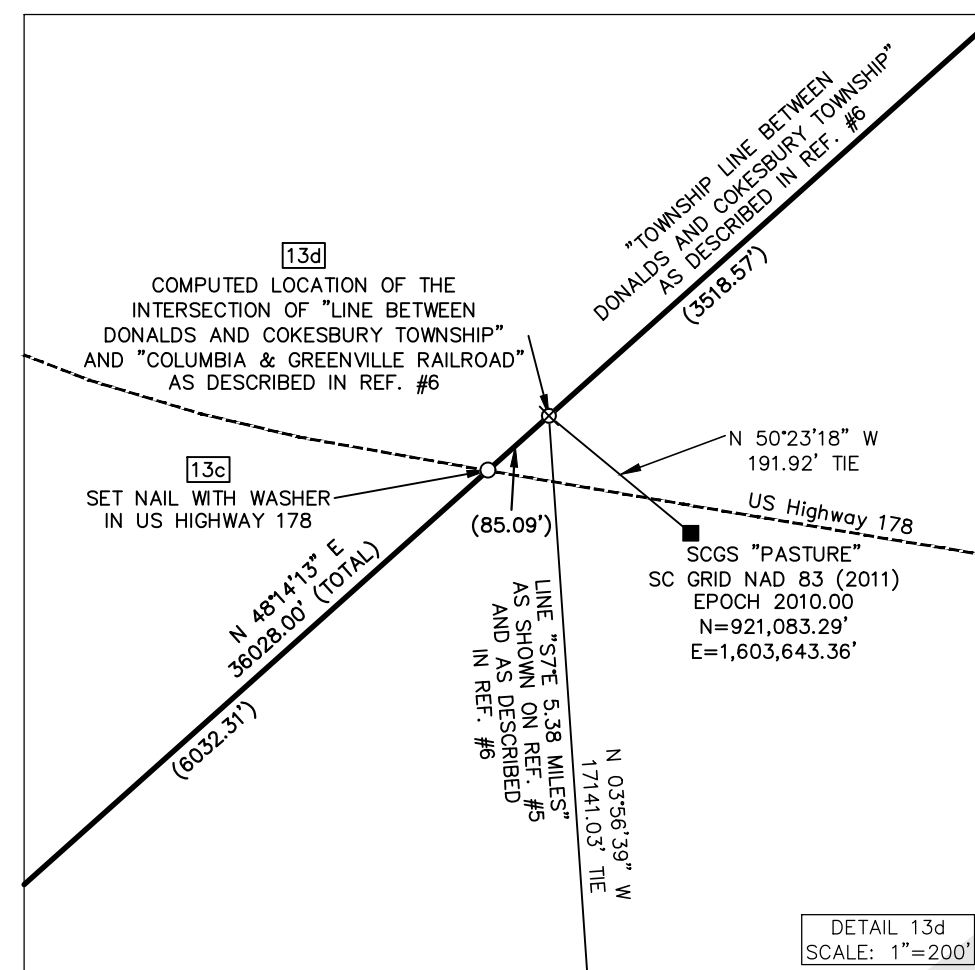 "TOWNSHIP LINE BETWEEN
DONALDS AND COKESBURY TOWNSHIP"
AS DESCRIBED IN REF. #6
(3518.57')
13d
COMPUTED LOCATION OF THE
INTERSECTION OF "LINE BETWEEN
DONALDS AND COKESBURY TOWNSHIP"
AND "COLUMBIA & GREENVILLE RAILROAD"
AS DESCRIBED IN REF. #6
N 50°23'18" W
191.92' TIE
13c
SET NAIL WITH WASHER
IN US HIGHWAY 178
(85.09')
US Highway 178
SCGS "PASTURE"
SC GRID NAD 83 (2011)
EPOCH 2010.00
N=921,083.29'
E=1,603,643.36'
N 48°14'13" E
36028.00' (TOTAL)
(6032.31')
LINE "S7°E 5.38 MILES"
AS SHOWN ON REF. #5
AND AS DESCRIBED
IN REF. #6
N 03°56'39" W
17141.03' TIE
DETAIL 13d
SCALE: 1"=200'